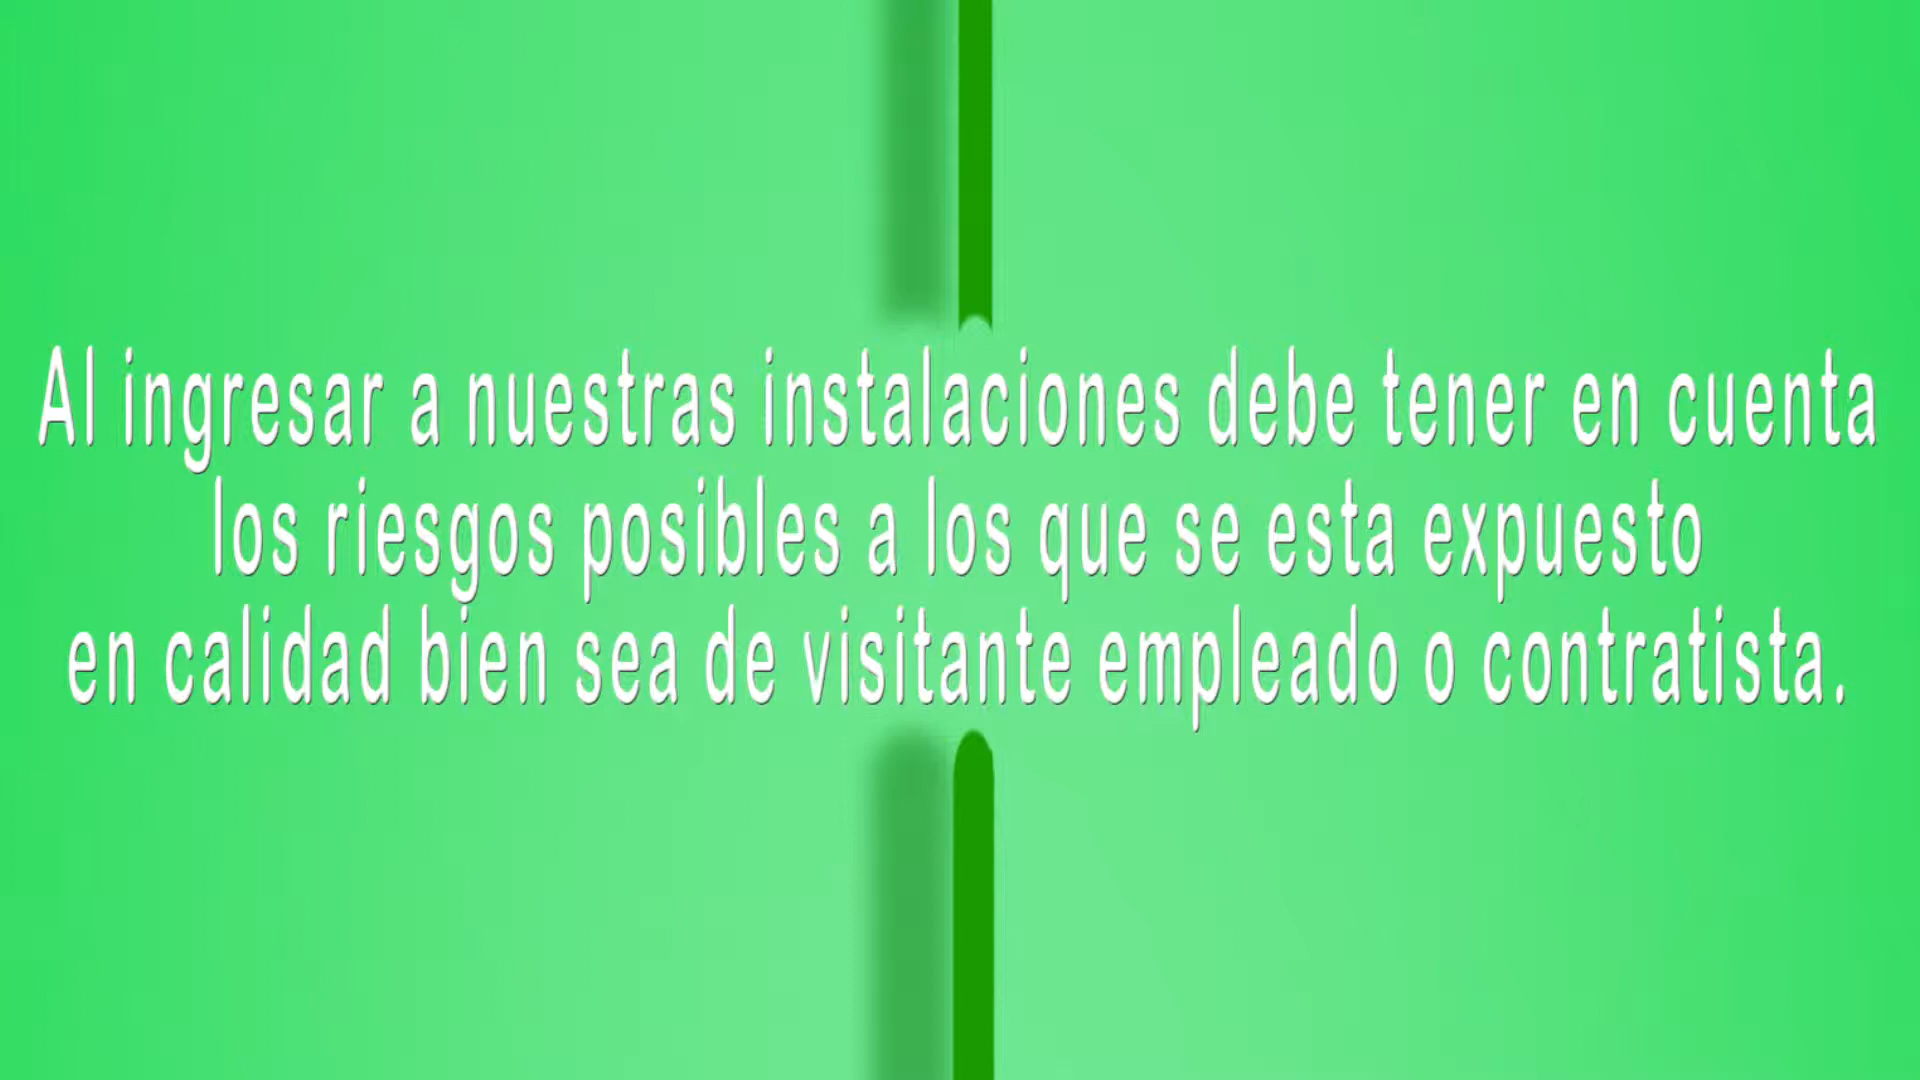 Al ingresar a nuestras instalaciones debe tener en cuenta
los riesgos posibles a los que se esta expuesto
en calidad bien sea de visitante empleado o contratista.